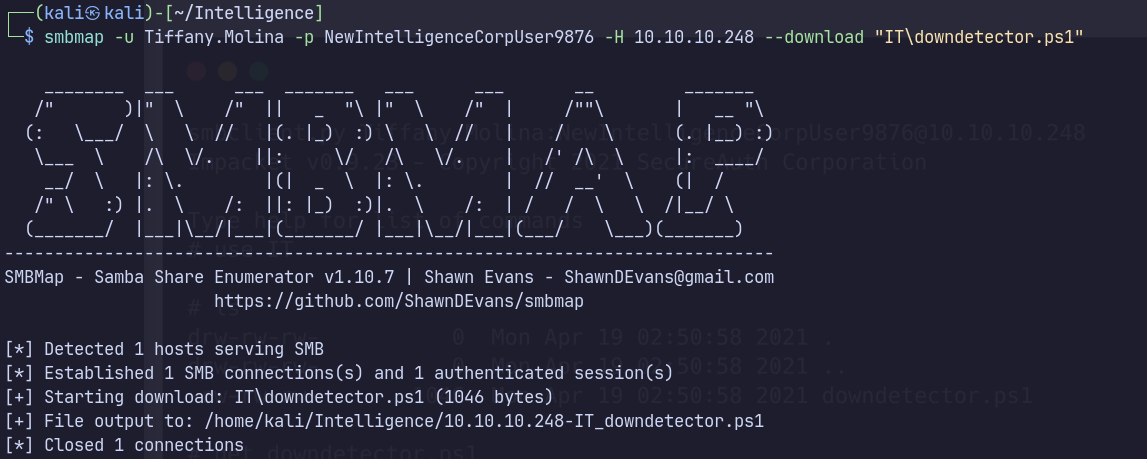 ┌──(kali㉿kali)-[~/Intelligence]
└─$ smbmap -u Tiffany.Molina -p NewIntelligenceCorpUser9876 -H 10.10.10.248 --download "IT\downdetector.ps1"
SMBMAP
-----------------------------------------------------------------------------
SMBMap - Samba Share Enumerator v1.10.7 | Shawn Evans - ShawnDEvans@gmail.com
https://github.com/ShawnDEvans/smbmap
[*] Detected 1 hosts serving SMB
[*] Established 1 SMB connections(s) and 1 authenticated session(s)
[+] Starting download: IT\downdetector.ps1 (1046 bytes)
[+] File output to: /home/kali/Intelligence/10.10.10.248-IT_downdetector.ps1
[*] Closed 1 connections